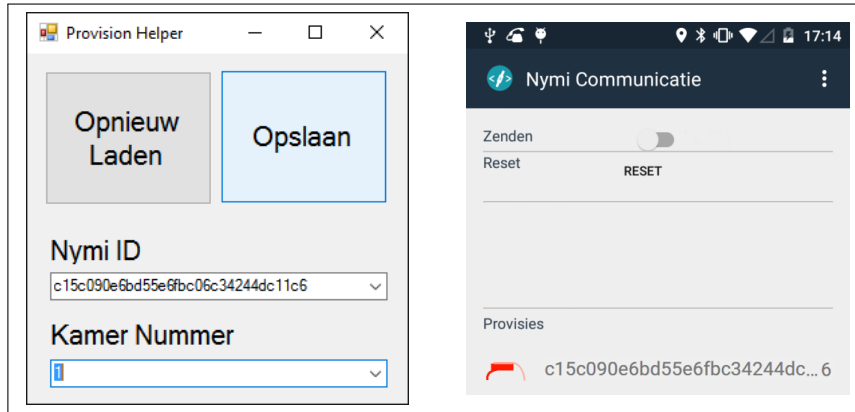 Provision Helper
Opnieuw
Laden
Opslaan
Nymi ID
c15c090e6bd55e6fbc06c34244dc11c6
Kamer Nummer
1
17:14
Nymi Communicatie
Zenden
Reset
RESET
Provisies
c15c090e6bd55e6fbc34244dc...6